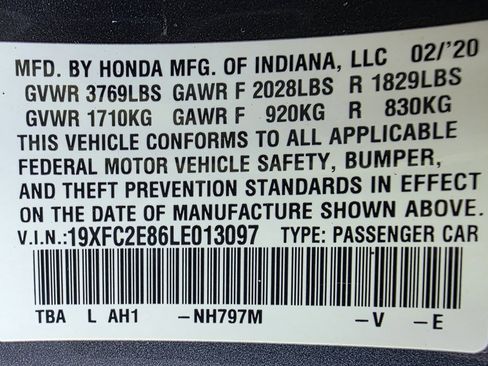 MFD. BY HONDA MFG. OF INDIANA, LLC 02/'20
GVWR 3769LBS GAWR F 2028LBS R 1829LBS
GVWR 1710KG GAWR F 920KG R 830KG
THIS VEHICLE CONFORMS TO ALL APPLICABLE
FEDERAL MOTOR VEHICLE SAFETY, BUMPER,
AND THEFT PREVENTION STANDARDS IN EFFECT
ON THE DATE OF MANUFACTURE SHOWN ABOVE.
V.I.N.:19XFC2E86LE013097 TYPE: PASSENGER CAR
TBA L AH1 –NH797M –V –E